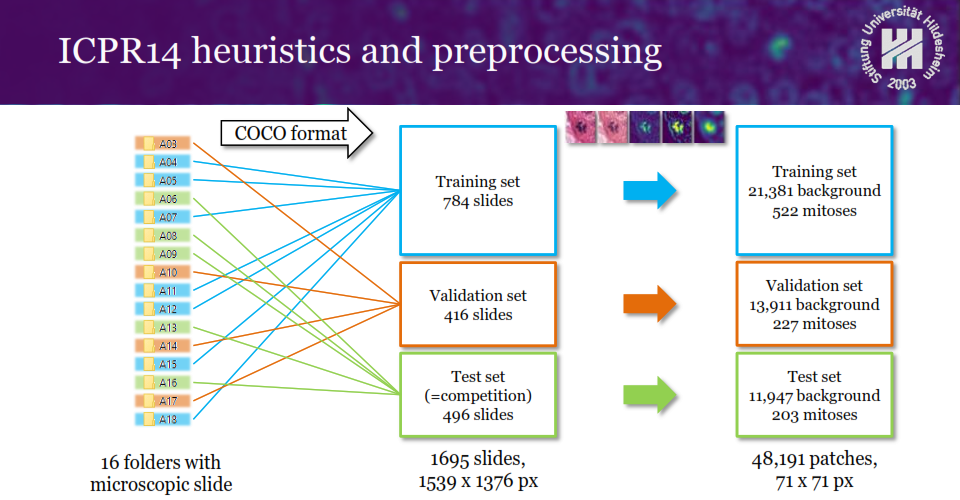 ICPR14 heuristics and preprocessing
Stiftung Universität Hildesheim
2003
COCO format
A03
A04
A05
A06
A07
A08
A09
A10
A11
A12
A13
A14
A15
A16
A17
A18
16 folders with
microscopic slide
Training set
784 slides
Validation set
416 slides
Test set
(=competition)
496 slides
1695 slides,
1539 x 1376 px
Training set
21,381 background
522 mitoses
Validation set
13,911 background
227 mitoses
Test set
11,947 background
203 mitoses
48,191 patches,
71 x 71 px